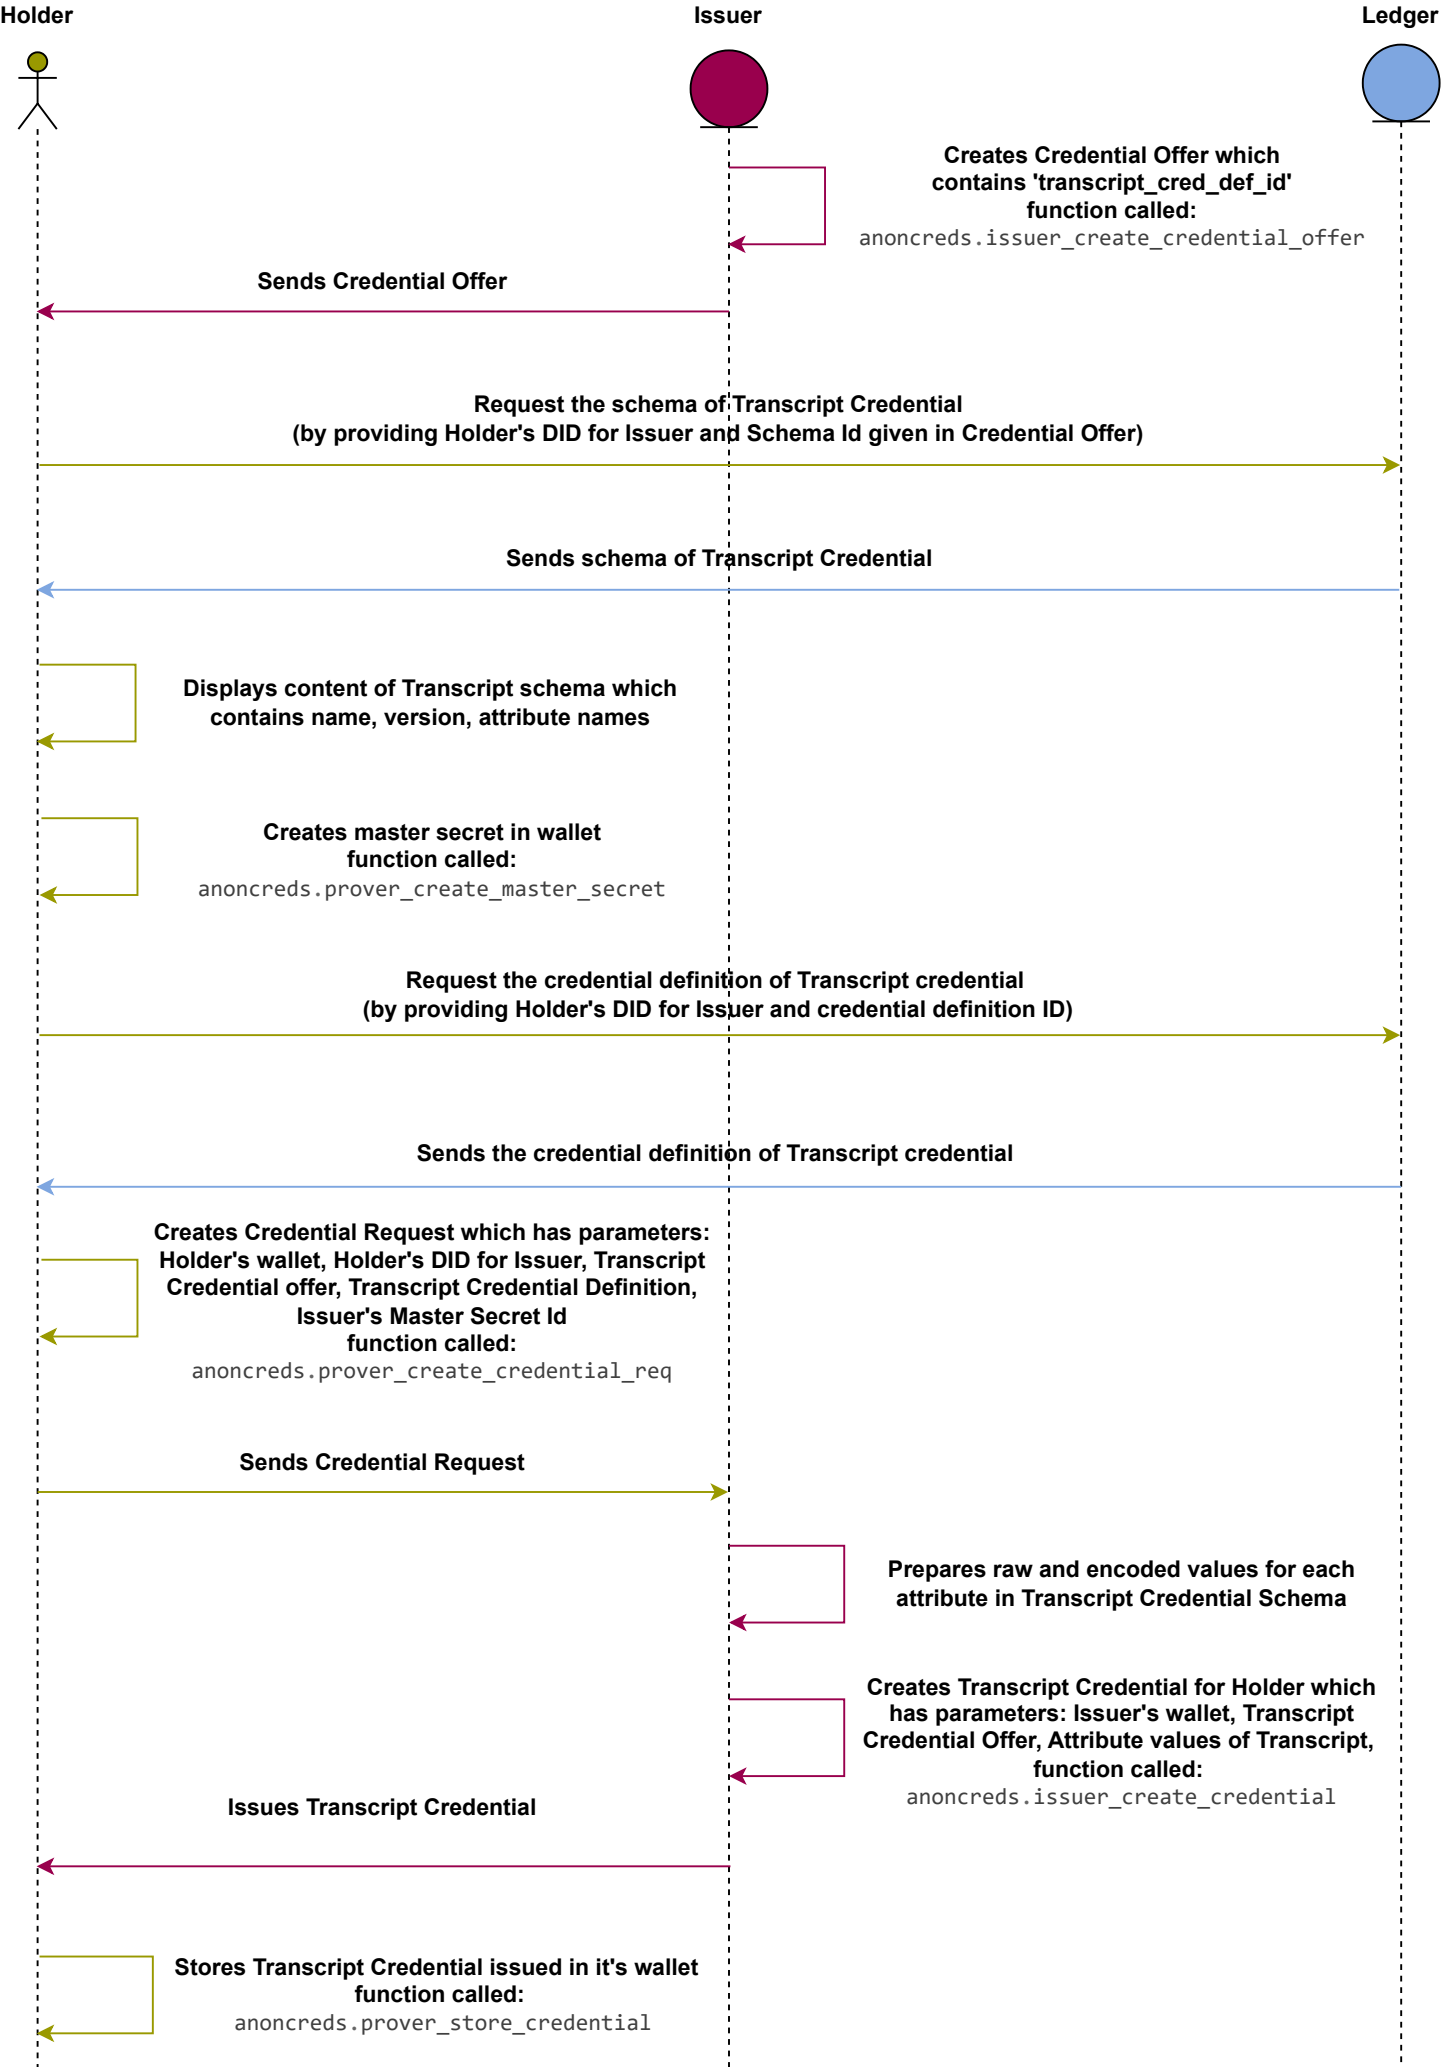 Holder
Issuer
Ledger
Creates Credential Offer which
contains 'transcript_cred_def_id'
function called:
anoncreds.issuer_create_credential_offer
Sends Credential Offer
Request the schema of Transcript Credential
(by providing Holder's DID for Issuer and Schema Id given in Credential Offer)
Sends schema of Transcript Credential
Displays content of Transcript schema which
contains name, version, attribute names
Creates master secret in wallet
function called:
anoncreds.prover_create_master_secret
Request the credential definition of Transcript credential
(by providing Holder's DID for Issuer and credential definition ID)
Sends the credential definition of Transcript credential
Creates Credential Request which has parameters:
Holder's wallet, Holder's DID for Issuer, Transcript
Credential offer, Transcript Credential Definition,
Issuer's Master Secret Id
function called:
anoncreds.prover_create_credential_req
Sends Credential Request
Prepares raw and encoded values for each
attribute in Transcript Credential Schema
Creates Transcript Credential for Holder which
has parameters: Issuer's wallet, Transcript
Credential Offer, Attribute values of Transcript,
function called:
anoncreds.issuer_create_credential
Issues Transcript Credential
Stores Transcript Credential issued in it's wallet
function called:
anoncreds.prover_store_credential